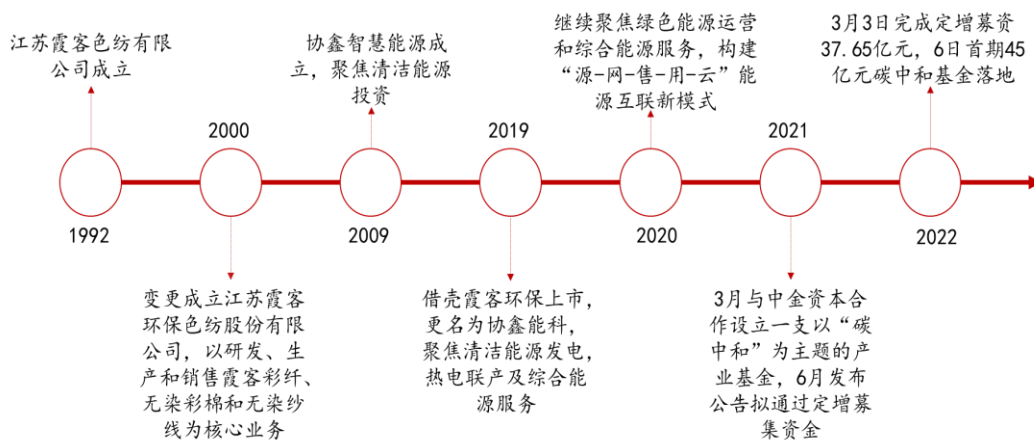 江苏霞客色纺有限
公司成立
1992
2000
变更成立江苏霞客
环保色纺股份有限
公司，以研发、生
产和销售霞客彩纤、
无染彩棉和无染纱
线为核心业务
协鑫智慧能源成
立，聚焦清洁能源
投资
2009
2019
借壳霞客环保上市，
更名为协鑫能科，
聚焦清洁能源发电，
热电联产及综合能
源服务
继续聚焦绿色能源运营
和综合能源服务，构建
“源-网-售-用-云”能
源互联新模式
2020
2021
3月与中金资本合
作设立一支以“碳
中和”为主题的产
业基金，6月发布
公告拟通过定增募
集资金
3月3日完成定增募资
37.65亿元，6日首期45
亿元碳中和基金落地
2022